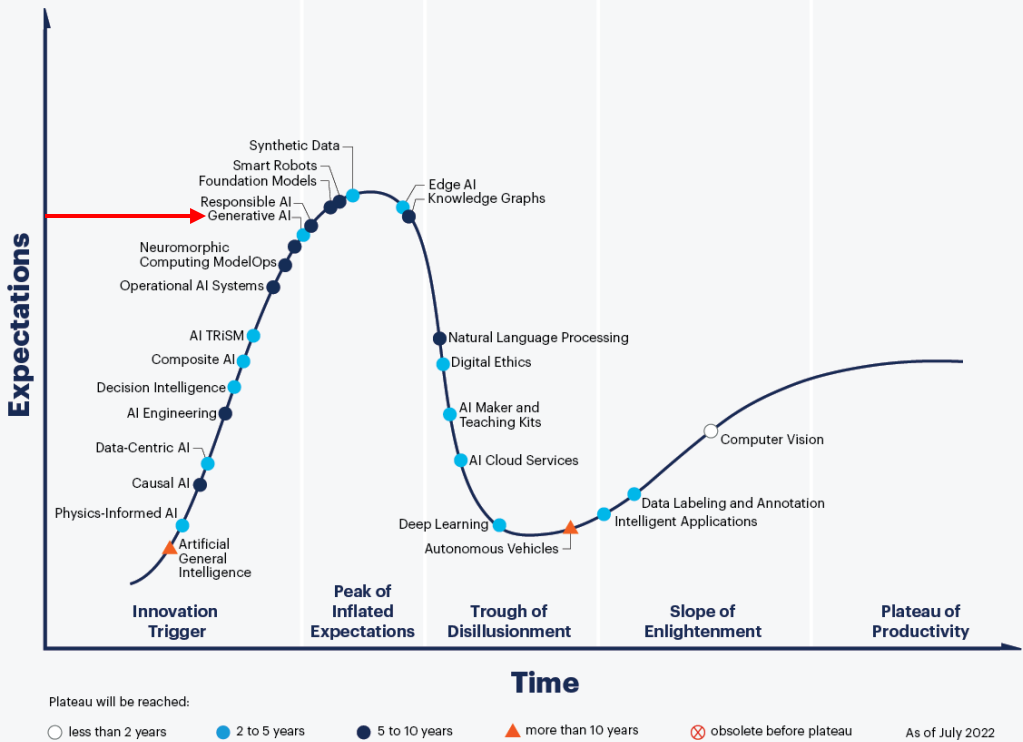 Synthetic Data
Smart Robots
Foundation Models
Responsible AI
Generative AI
Neuromorphic
Computing ModelOps
Operational AI Systems
AI TRiSM
Composite AI
Decision Intelligence
AI Engineering
Data-Centric AI
Causal AI
Physics-Informed AI
Artificial
General
Intelligence
Edge AI
Knowledge Graphs
Natural Language Processing
Digital Ethics
AI Maker and
Teaching Kits
AI Cloud Services
Deep Learning
Autonomous Vehicles
Computer Vision
Data Labeling and Annotation
Intelligent Applications
Expectations
Innovation
Trigger
Peak of
Inflated
Expectations
Trough of
Disillusionment
Slope of
Enlightenment
Plateau of
Productivity
Time
Plateau will be reached:
less than 2 years
2 to 5 years
5 to 10 years
more than 10 years
obsolete before plateau
As of July 2022